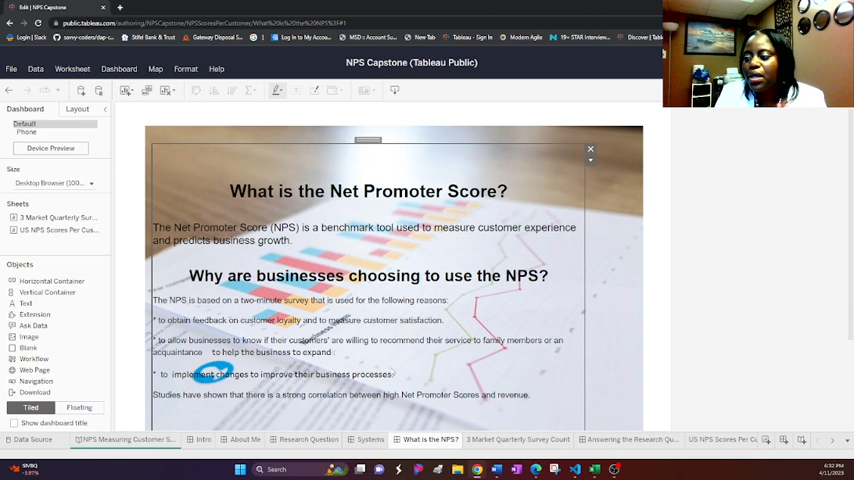 Edit | NPS Capstone
public.tableau.com/authoring/NPSCapstone/NPSScoresPerCustomer/What%20is%20the%20NPS%3F#1
Login | Slack
savvy-coders/dap-c...
Stifel Bank & Trust
Gateway Disposal S...
Log In to My Accou...
MSD :: Account Su...
New Tab
Tableau - Sign In
Modern Agile
19+ STAR Interview...
Discover | Tab
NPS Capstone (Tableau Public)
File Data Worksheet Dashboard Map Format Help
Dashboard Layout
Default
Phone
Device Preview
Size
Desktop Browser (100...
Sheets
3 Market Quarterly Sur...
US NPS Scores Per Cus...
Objects
Horizontal Container
Vertical Container
Text
Extension
Ask Data
Image
Blank
Workflow
Web Page
Navigation
Download
Tiled Floating
Show dashboard title
What is the Net Promoter Score?
The Net Promoter Score (NPS) is a benchmark tool used to measure customer experience
and predicts business growth.
Why are businesses choosing to use the NPS?
The NPS is based on a two-minute survey that is used for the following reasons:
* to obtain feedback on customer loyalty and to measure customer satisfaction.
* to allow businesses to know if their customers' are willing to recommend their service to family members or an
acquaintance to help the business to expand.
* to implement changes to improve their business processes.
Studies have shown that there is a strong correlation between high Net Promoter Scores and revenue.
Data Source
NPS Measuring Customer S...
Intro
About Me
Research Question
Systems
What is the NPS?
3 Market Quarterly Survey Count
Answering the Research Qu...
US NPS Scores Per Cu
SIVBQ
-3.97%
Search
6:32 PM
4/11/2023